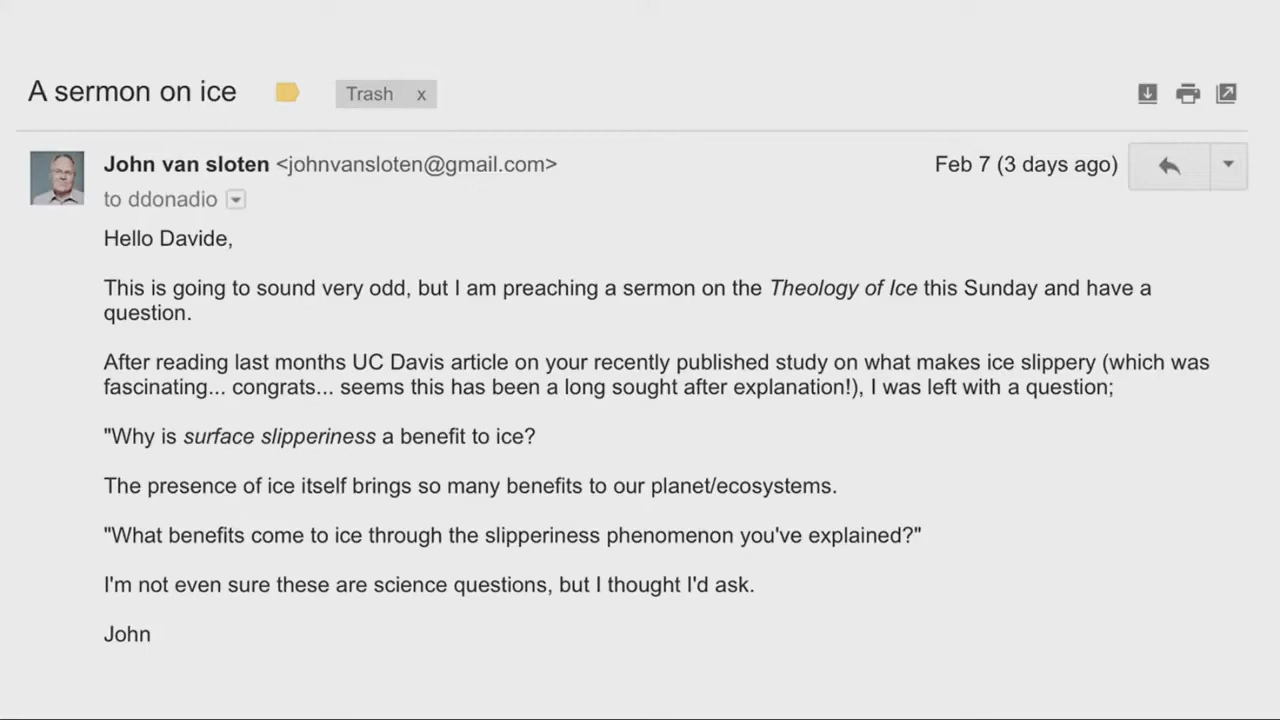 A sermon on ice
Trash x
John van sloten <johnvansloten@gmail.com>
Feb 7 (3 days ago)
to ddonadio
Hello Davide,
This is going to sound very odd, but I am preaching a sermon on the Theology of Ice this Sunday and have a
question.
After reading last months UC Davis article on your recently published study on what makes ice slippery (which was
fascinating... congrats... seems this has been a long sought after explanation!), I was left with a question;
"Why is surface slipperiness a benefit to ice?
The presence of ice itself brings so many benefits to our planet/ecosystems.
"What benefits come to ice through the slipperiness phenomenon you've explained?"
I'm not even sure these are science questions, but I thought I'd ask.
John